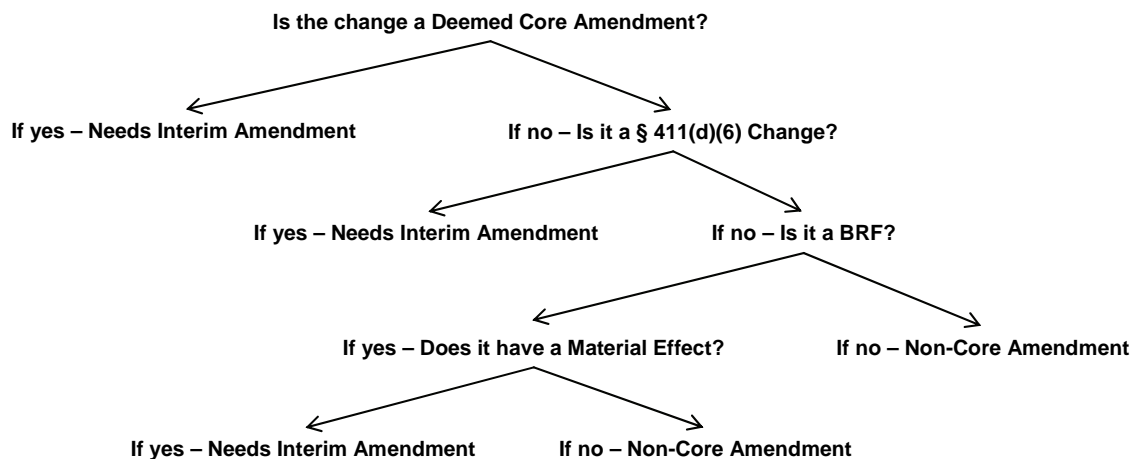 Is the change a Deemed Core Amendment?
If yes – Needs Interim Amendment
If no – Is it a § 411(d)(6) Change?
If yes – Needs Interim Amendment
If no – Is it a BRF?
If yes – Does it have a Material Effect?
If no – Non-Core Amendment
If yes – Needs Interim Amendment
If no – Non-Core Amendment